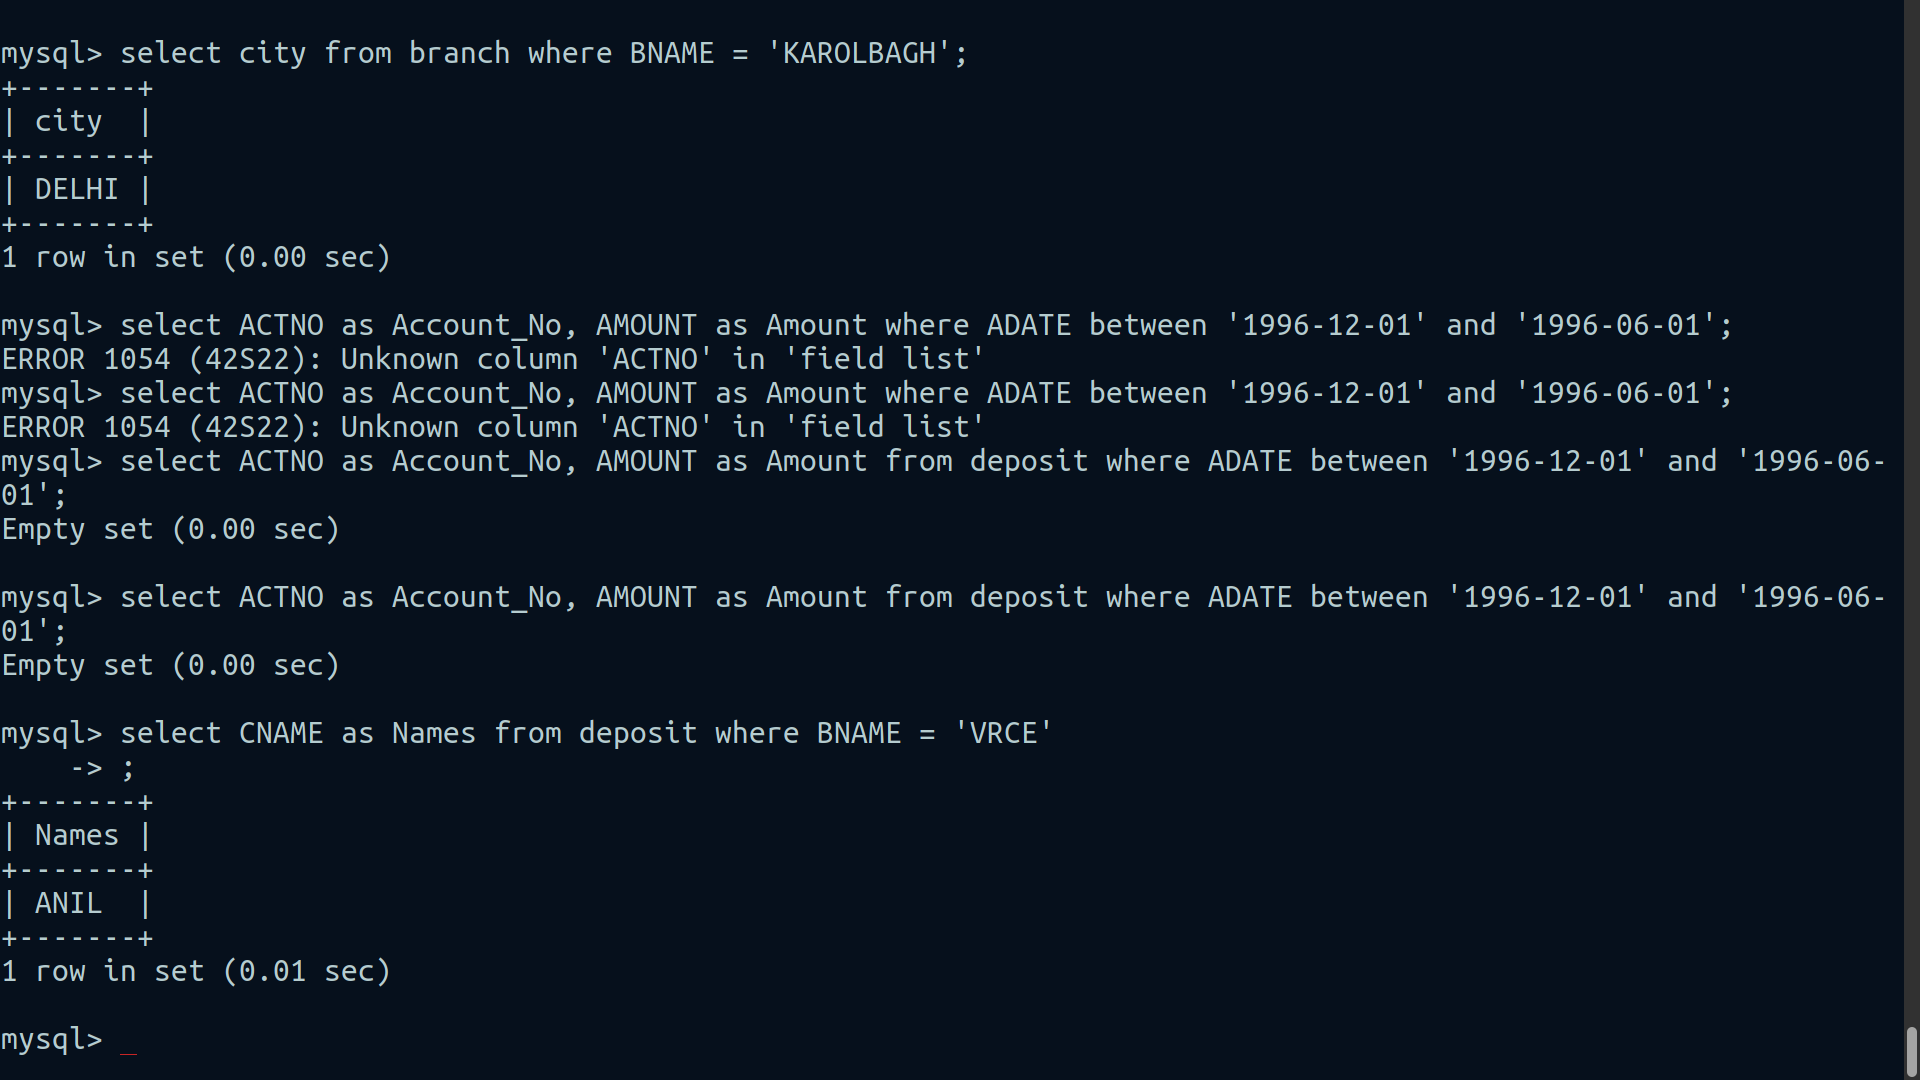 mysql> select city from branch where BNAME = 'KAROLBAGH';
+-------+
| city  |
+-------+
| DELHI |
+-------+
1 row in set (0.00 sec)

mysql> select ACTNO as Account_No, AMOUNT as Amount where ADATE between '1996-12-01' and '1996-06-01';
ERROR 1054 (42S22): Unknown column 'ACTNO' in 'field list'
mysql> select ACTNO as Account_No, AMOUNT as Amount where ADATE between '1996-12-01' and '1996-06-01';
ERROR 1054 (42S22): Unknown column 'ACTNO' in 'field list'
mysql> select ACTNO as Account_No, AMOUNT as Amount from deposit where ADATE between '1996-12-01' and '1996-06-
01';
Empty set (0.00 sec)

mysql> select ACTNO as Account_No, AMOUNT as Amount from deposit where ADATE between '1996-12-01' and '1996-06-
01';
Empty set (0.00 sec)

mysql> select CNAME as Names from deposit where BNAME = 'VRCE'
    -> ;
+-------+
| Names |
+-------+
| ANIL  |
+-------+
1 row in set (0.01 sec)

mysql> _